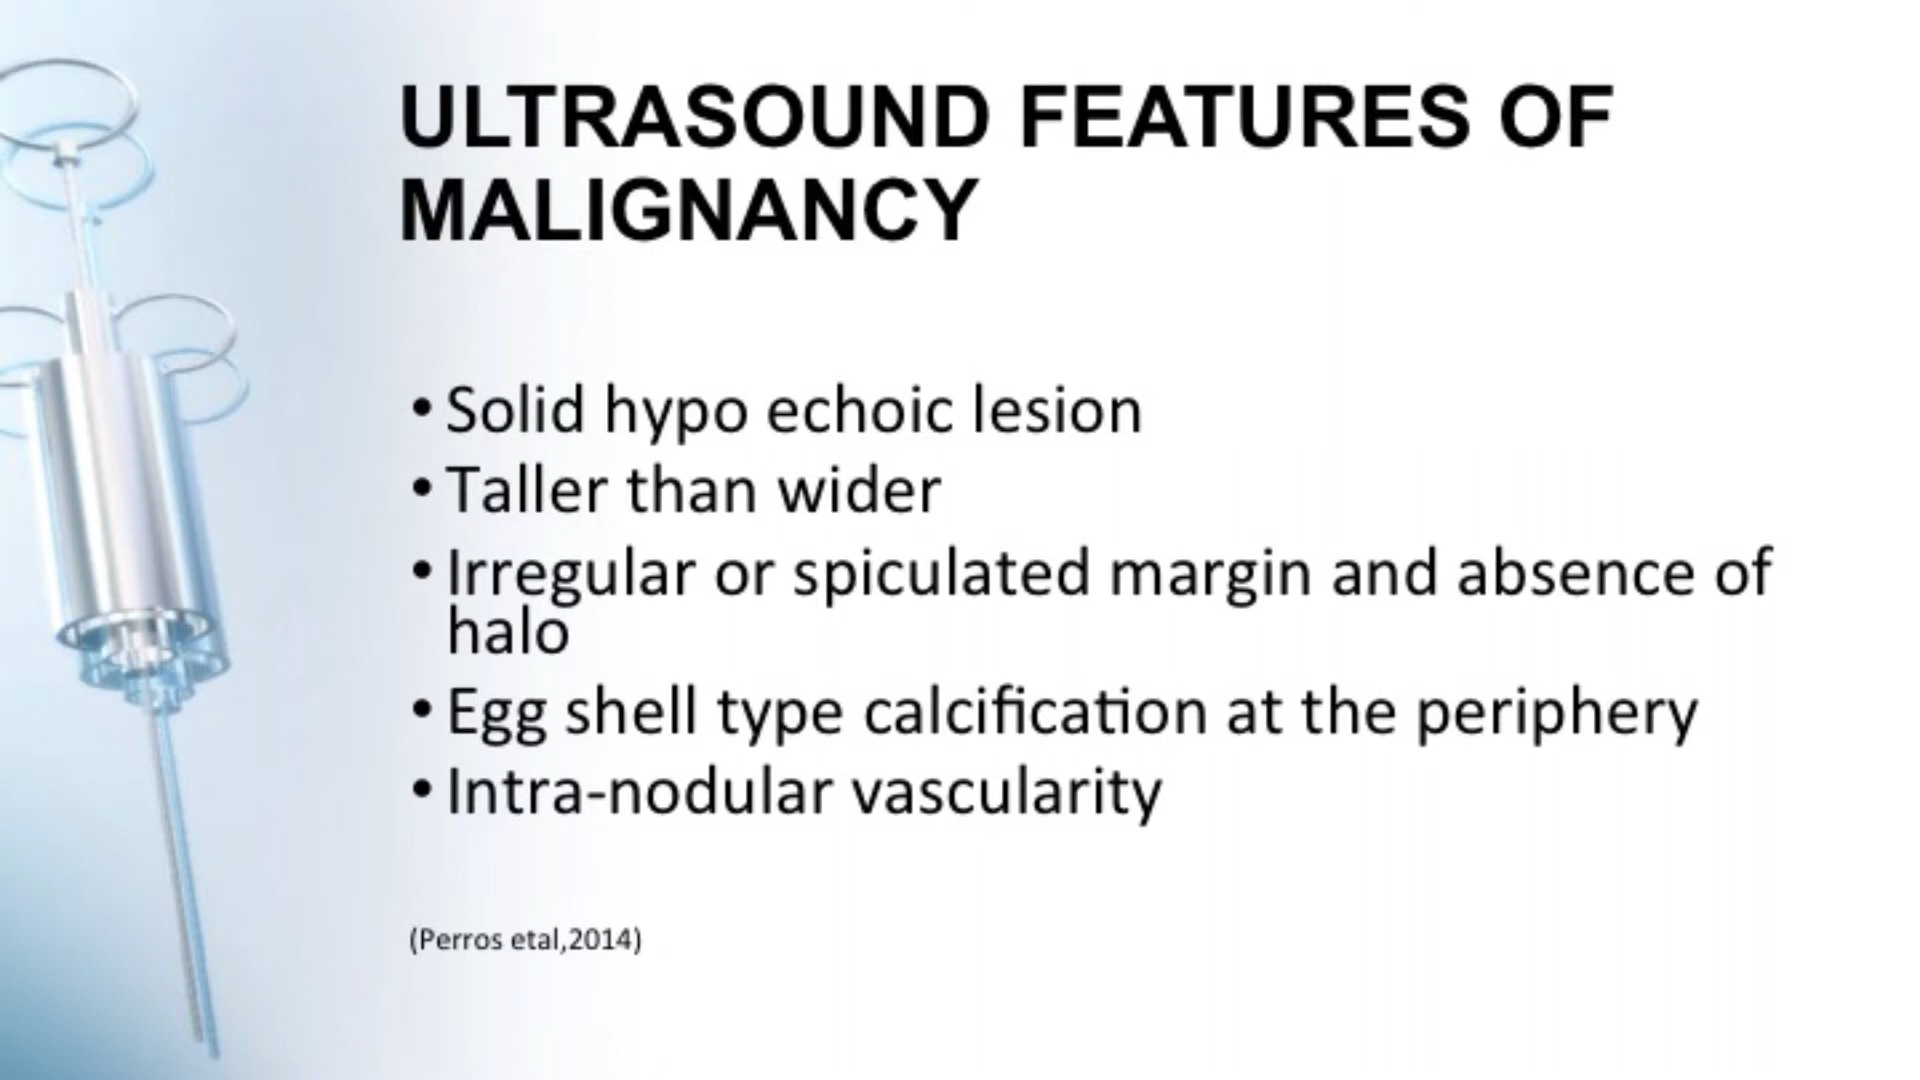 ULTRASOUND FEATURES OF
MALIGNANCY
• Solid hypo echoic lesion
• Taller than wider
• Irregular or spiculated margin and absence of
halo
• Egg shell type calcification at the periphery
• Intra-nodular vascularity
(Perros etal,2014)